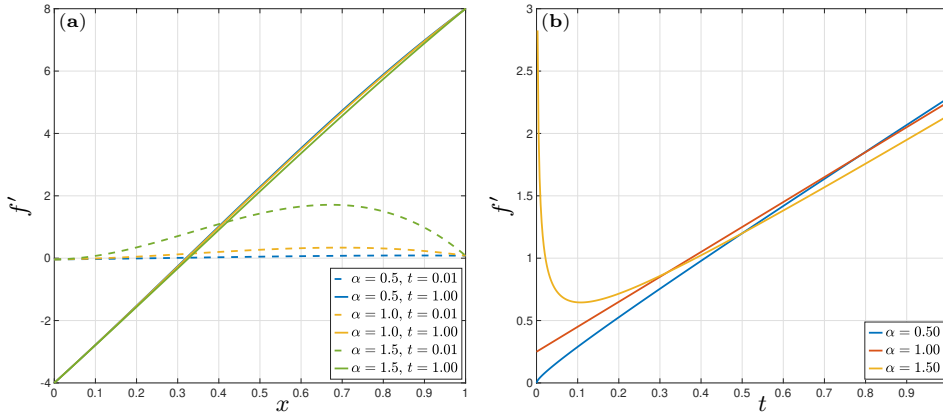 (a)
8
6
4
2
0
-2
-4
0 0.1 0.2 0.3 0.4 0.5 0.6 0.7 0.8 0.9 1
x
f′
α = 0.5, t = 0.01
α = 0.5, t = 1.00
α = 1.0, t = 0.01
α = 1.0, t = 1.00
α = 1.5, t = 0.01
α = 1.5, t = 1.00
(b)
3
2.5
2
1.5
1
0.5
0
0 0.1 0.2 0.3 0.4 0.5 0.6 0.7 0.8 0.9
t
f′
α = 0.50
α = 1.00
α = 1.50